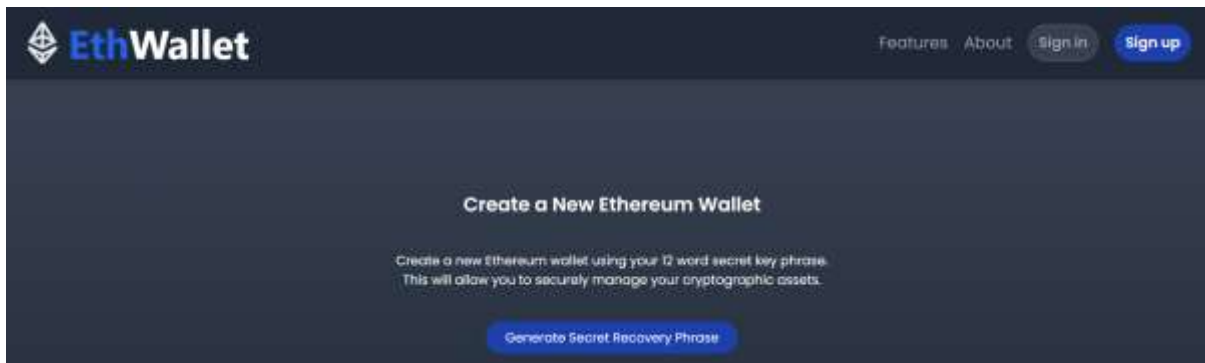 EthWallet
Features About Sign in Sign up
Create a New Ethereum Wallet
Create a new Ethereum wallet using your 12 word secret key phrase.
This will allow you to securely manage your cryptographic assets.
Generate Secret Recovery Phrase